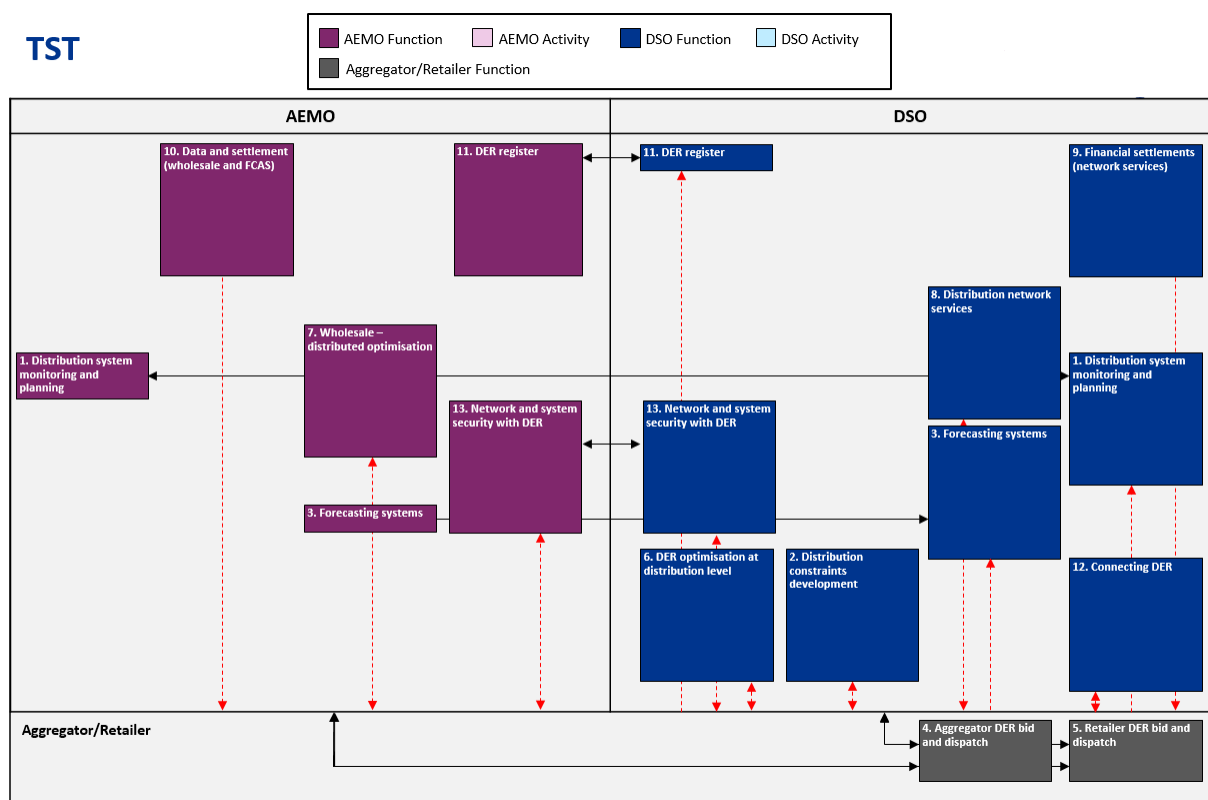 TST
AEMO Function
AEMO Activity
DSO Function
DSO Activity
Aggregator/Retailer Function
AEMO
DSO
10. Data and settlement
(wholesale and FCAS)
11. DER register
11. DER register
9. Financial settlements
(network services)
8. Distribution network
services
7. Wholesale –
distributed optimisation
1. Distribution system
monitoring and
planning
1. Distribution system
monitoring and
planning
13. Network and system
security with DER
13. Network and system
security with DER
3. Forecasting systems
3. Forecasting systems
6. DER optimisation at
distribution level
2. Distribution
constraints
development
12. Connecting DER
Aggregator/Retailer
4. Aggregator DER bid
and dispatch
5. Retailer DER bid and
dispatch